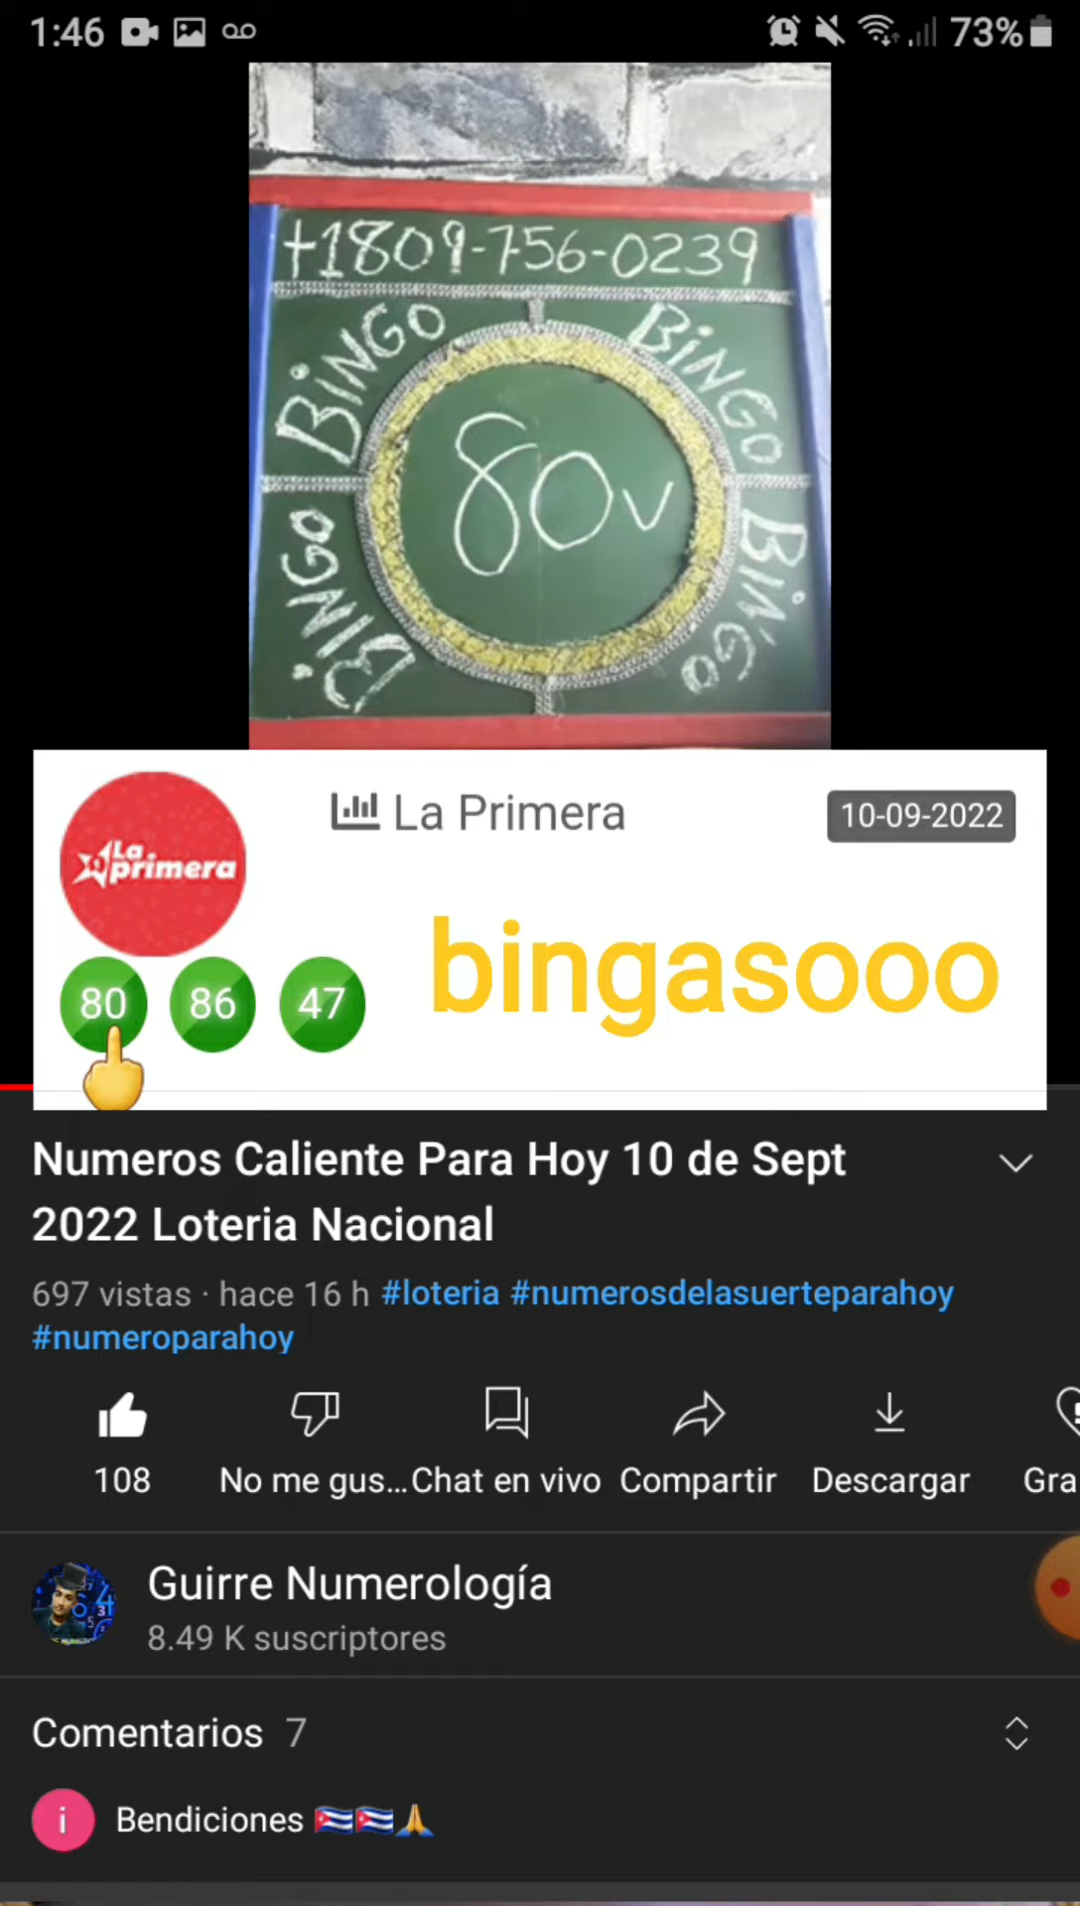 1:46
73%
+1809-756-0239
BiNGO
BiNGO
80v
BiNGO
BiNGO
La Primera
10-09-2022
La
primera
80 86 47
bingasooo
Numeros Caliente Para Hoy 10 de Sept
2022 Loteria Nacional
697 vistas · hace 16 h #loteria #numerosdelasuerteparahoy
#numeroparahoy
108
No me gus...
Chat en vivo
Compartir
Descargar
Gra
Guirre Numerología
8.49 K suscriptores
Comentarios 7
i
Bendiciones 🇨🇺🇨🇺🙏